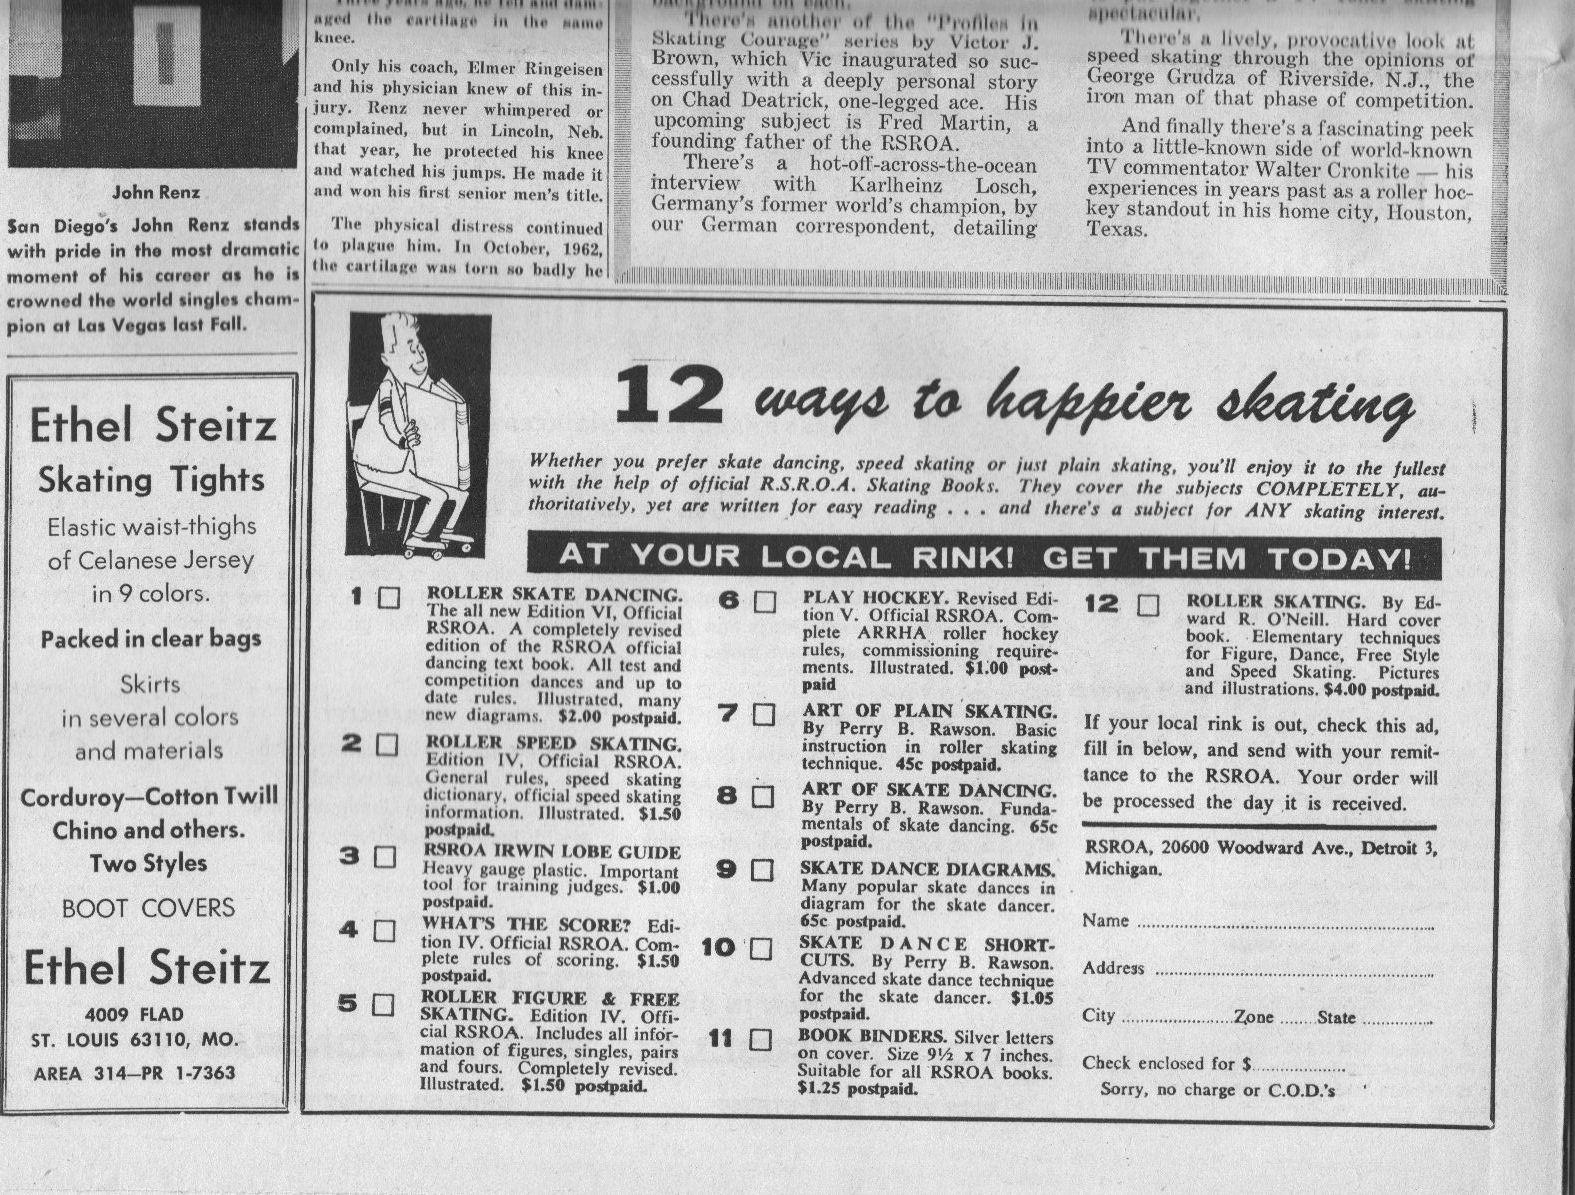 John Renz
San Diego's John Renz stands
with pride in the most dramatic
moment of his career as he is
crowned the world singles cham-
pion at Las Vegas last Fall.
Ethel Steitz
Skating Tights
Elastic waist-thighs
of Celanese Jersey
in 9 colors.
Packed in clear bags
Skirts
in several colors
and materials
Corduroy—Cotton Twill
Chino and others.
Two Styles
BOOT COVERS
Ethel Steitz
4009 FLAD
ST. LOUIS 63110, MO.
AREA 314—PR 1-7363
Three years ago, he fell and dam-
aged the cartilage in the same
knee.
Only his coach, Elmer Ringeisen
and his physician knew of this in-
jury. Renz never whimpered or
complained, but in Lincoln, Neb.
that year, he protected his knee
and watched his jumps. He made it
and won his first senior men's title.
The physical distress continued
to plague him. In October, 1962,
the cartilage was torn so badly he
background on each.
There's another of the "Profiles in
Skating Courage" series by Victor J.
Brown, which Vic inaugurated so suc-
cessfully with a deeply personal story
on Chad Deatrick, one-legged ace. His
upcoming subject is Fred Martin, a
founding father of the RSROA.
There's a hot-off-across-the-ocean
interview with Karlheinz Losch,
Germany's former world's champion, by
our German correspondent, detailing
spectacular.
There's a lively, provocative look at
speed skating through the opinions of
George Grudza of Riverside, N.J., the
iron man of that phase of competition.
And finally there's a fascinating peek
into a little-known side of world-known
TV commentator Walter Cronkite — his
experiences in years past as a roller hoc-
key standout in his home city, Houston,
Texas.
12 ways to happier skating
Whether you prefer skate dancing, speed skating or just plain skating, you'll enjoy it to the fullest
with the help of official R.S.R.O.A. Skating Books. They cover the subjects COMPLETELY, au-
thoritatively, yet are written for easy reading . . . and there's a subject for ANY skating interest.
AT YOUR LOCAL RINK! GET THEM TODAY!
1 ROLLER SKATE DANCING.
The all new Edition VI, Official
RSROA. A completely revised
edition of the RSROA official
dancing text book. All test and
competition dances and up to
date rules. Illustrated, many
new diagrams. $2.00 postpaid.
2 ROLLER SPEED SKATING.
Edition IV, Official RSROA.
General rules, speed skating
dictionary, official speed skating
information. Illustrated. $1.50
postpaid.
3 RSROA IRWIN LOBE GUIDE
Heavy gauge plastic. Important
tool for training judges. $1.00
postpaid.
4 WHAT'S THE SCORE? Edi-
tion IV. Official RSROA. Com-
plete rules of scoring. $1.50
postpaid.
5 ROLLER FIGURE & FREE
SKATING. Edition IV. Offi-
cial RSROA. Includes all infor-
mation of figures, singles, pairs
and fours. Completely revised.
Illustrated. $1.50 postpaid.
6 PLAY HOCKEY. Revised Edi-
tion V. Official RSROA. Com-
plete ARRHA roller hockey
rules, commissioning require-
ments. Illustrated. $1.00 post-
paid
7 ART OF PLAIN SKATING.
By Perry B. Rawson. Basic
instruction in roller skating
technique. 45c postpaid.
8 ART OF SKATE DANCING.
By Perry B. Rawson. Funda-
mentals of skate dancing. 65c
postpaid.
9 SKATE DANCE DIAGRAMS.
Many popular skate dances in
diagram for the skate dancer.
65c postpaid.
10 SKATE DANCE SHORT-
CUTS. By Perry B. Rawson.
Advanced skate dance technique
for the skate dancer. $1.05
postpaid.
11 BOOK BINDERS. Silver letters
on cover. Size 9½ x 7 inches.
Suitable for all RSROA books.
$1.25 postpaid.
12 ROLLER SKATING. By Ed-
ward R. O'Neill. Hard cover
book. Elementary techniques
for Figure, Dance, Free Style
and Speed Skating. Pictures
and illustrations. $4.00 postpaid.
If your local rink is out, check this ad,
fill in below, and send with your remit-
tance to the RSROA. Your order will
be processed the day it is received.
RSROA, 20600 Woodward Ave., Detroit 3,
Michigan.
Name
Address
City Zone State
Check enclosed for $
Sorry, no charge or C.O.D.'s